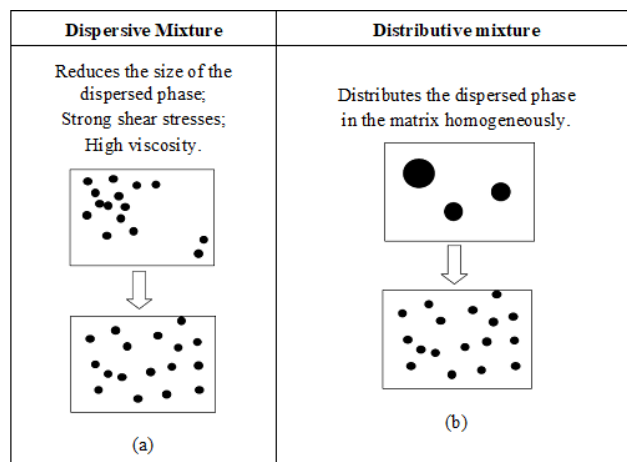 Dispersive Mixture
Distributive mixture
Reduces the size of the
dispersed phase;
Strong shear stresses;
High viscosity.
Distributes the dispersed phase
in the matrix homogeneously.
(a)
(b)